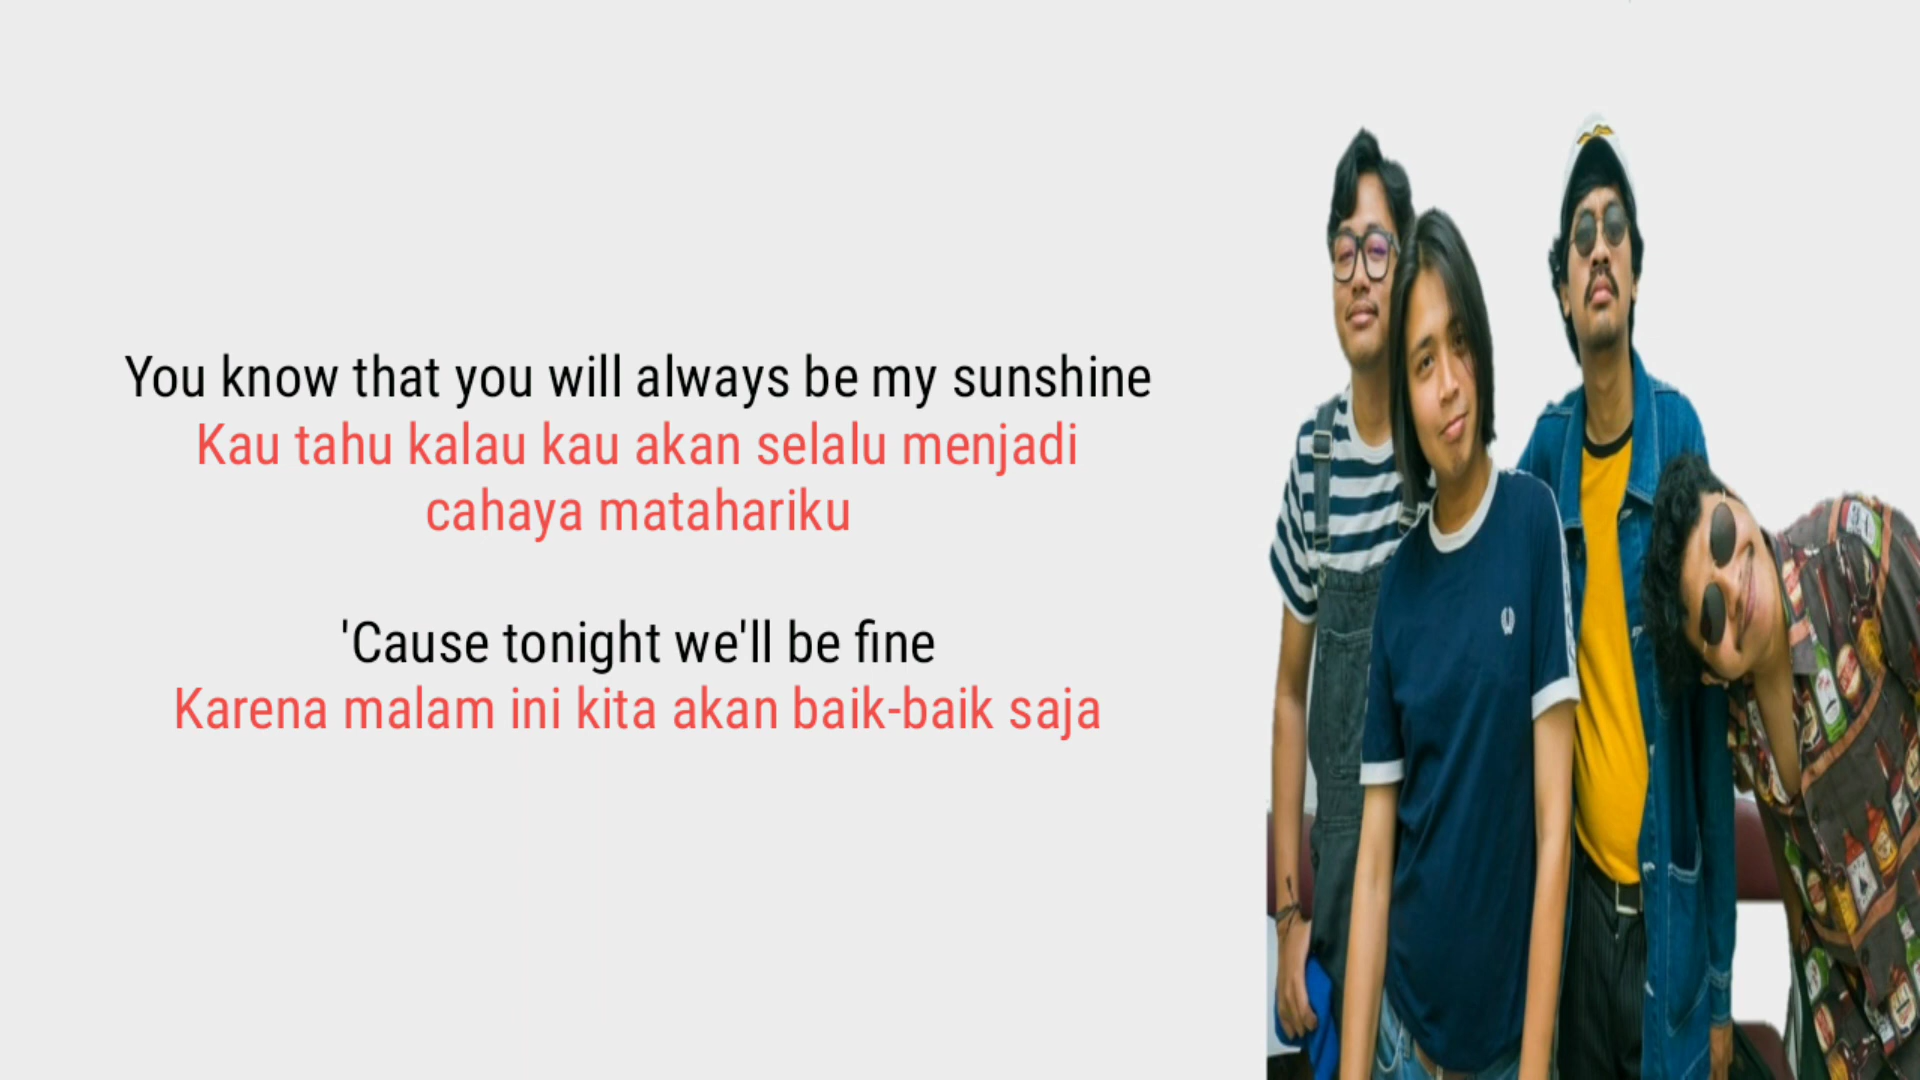 You know that you will always be my sunshine
Kau tahu kalau kau akan selalu menjadi
cahaya matahariku
'Cause tonight we'll be fine
Karena malam ini kita akan baik-baik saja